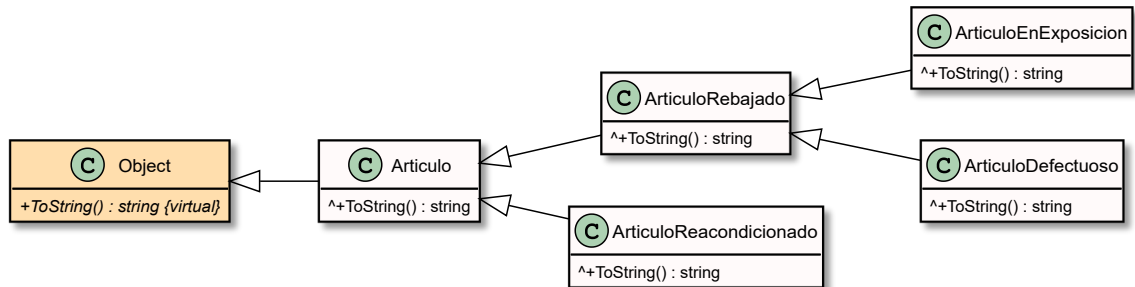 C Object
+ToString() : string {virtual}
C Articulo
^+ToString() : string
C ArticuloRebajado
^+ToString() : string
C ArticuloReacondicionado
^+ToString() : string
C ArticuloEnExposicion
^+ToString() : string
C ArticuloDefectuoso
^+ToString() : string